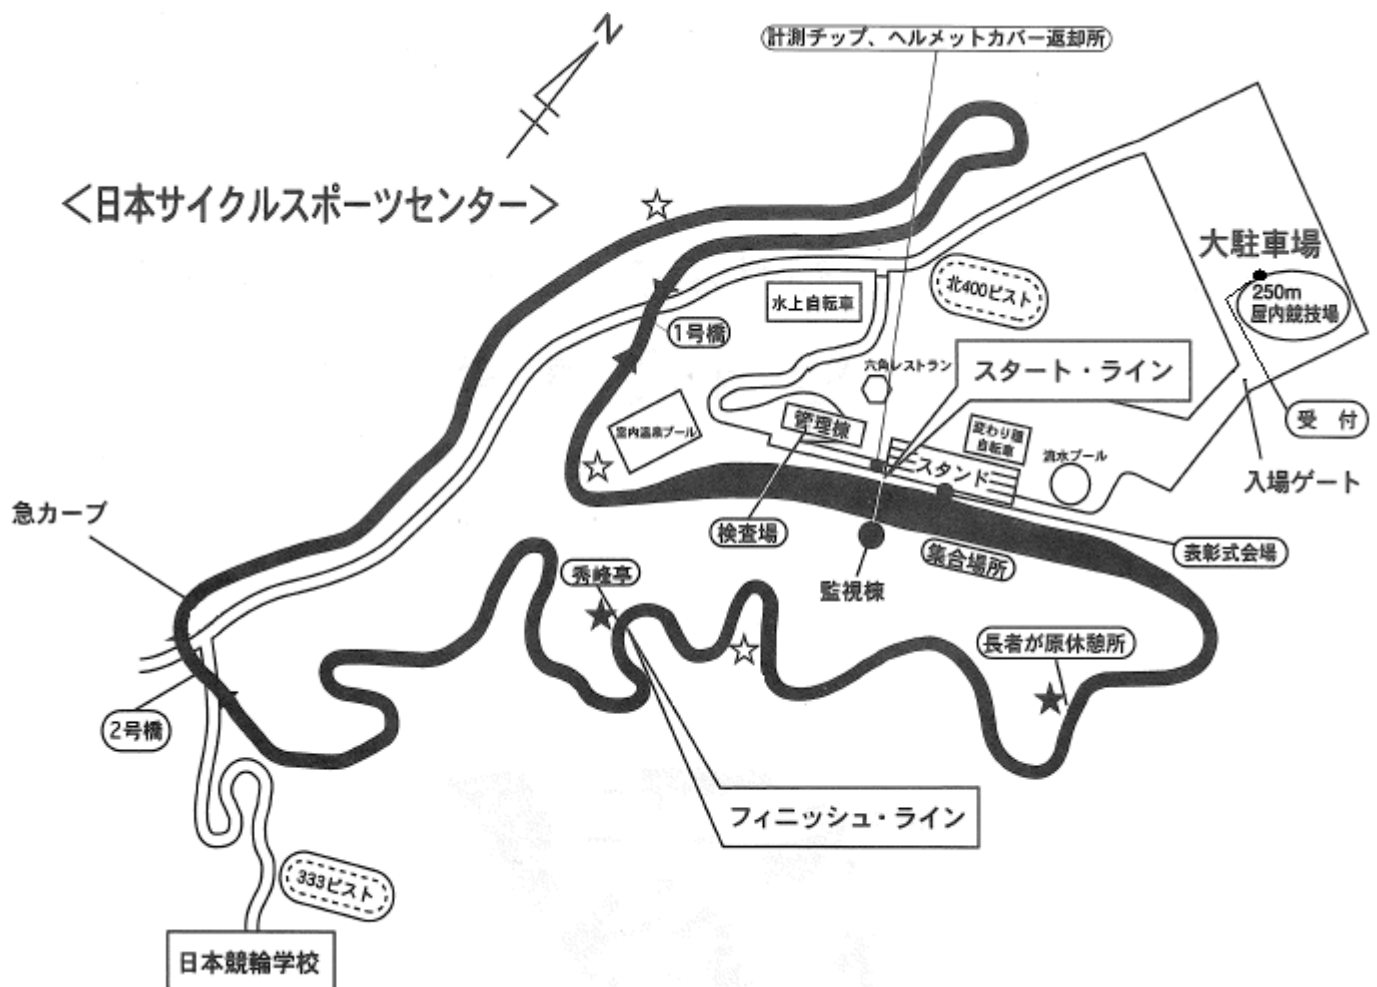 N
計測チップ、ヘルメットカバー返却所
＜日本サイクルスポーツセンター＞
大駐車場
250m
屋内競技場
北400ピスト
水上自転車
1号橋
六角レストラン
スタート・ライン
受 付
管理棟
変わり種
自転車
室内温泉プール
スタンド
流水プール
入場ゲート
急カーブ
検査場
集合場所
表彰式会場
秀峰亭
監視棟
長者が原休憩所
2号橋
フィニッシュ・ライン
333ピスト
日本競輪学校